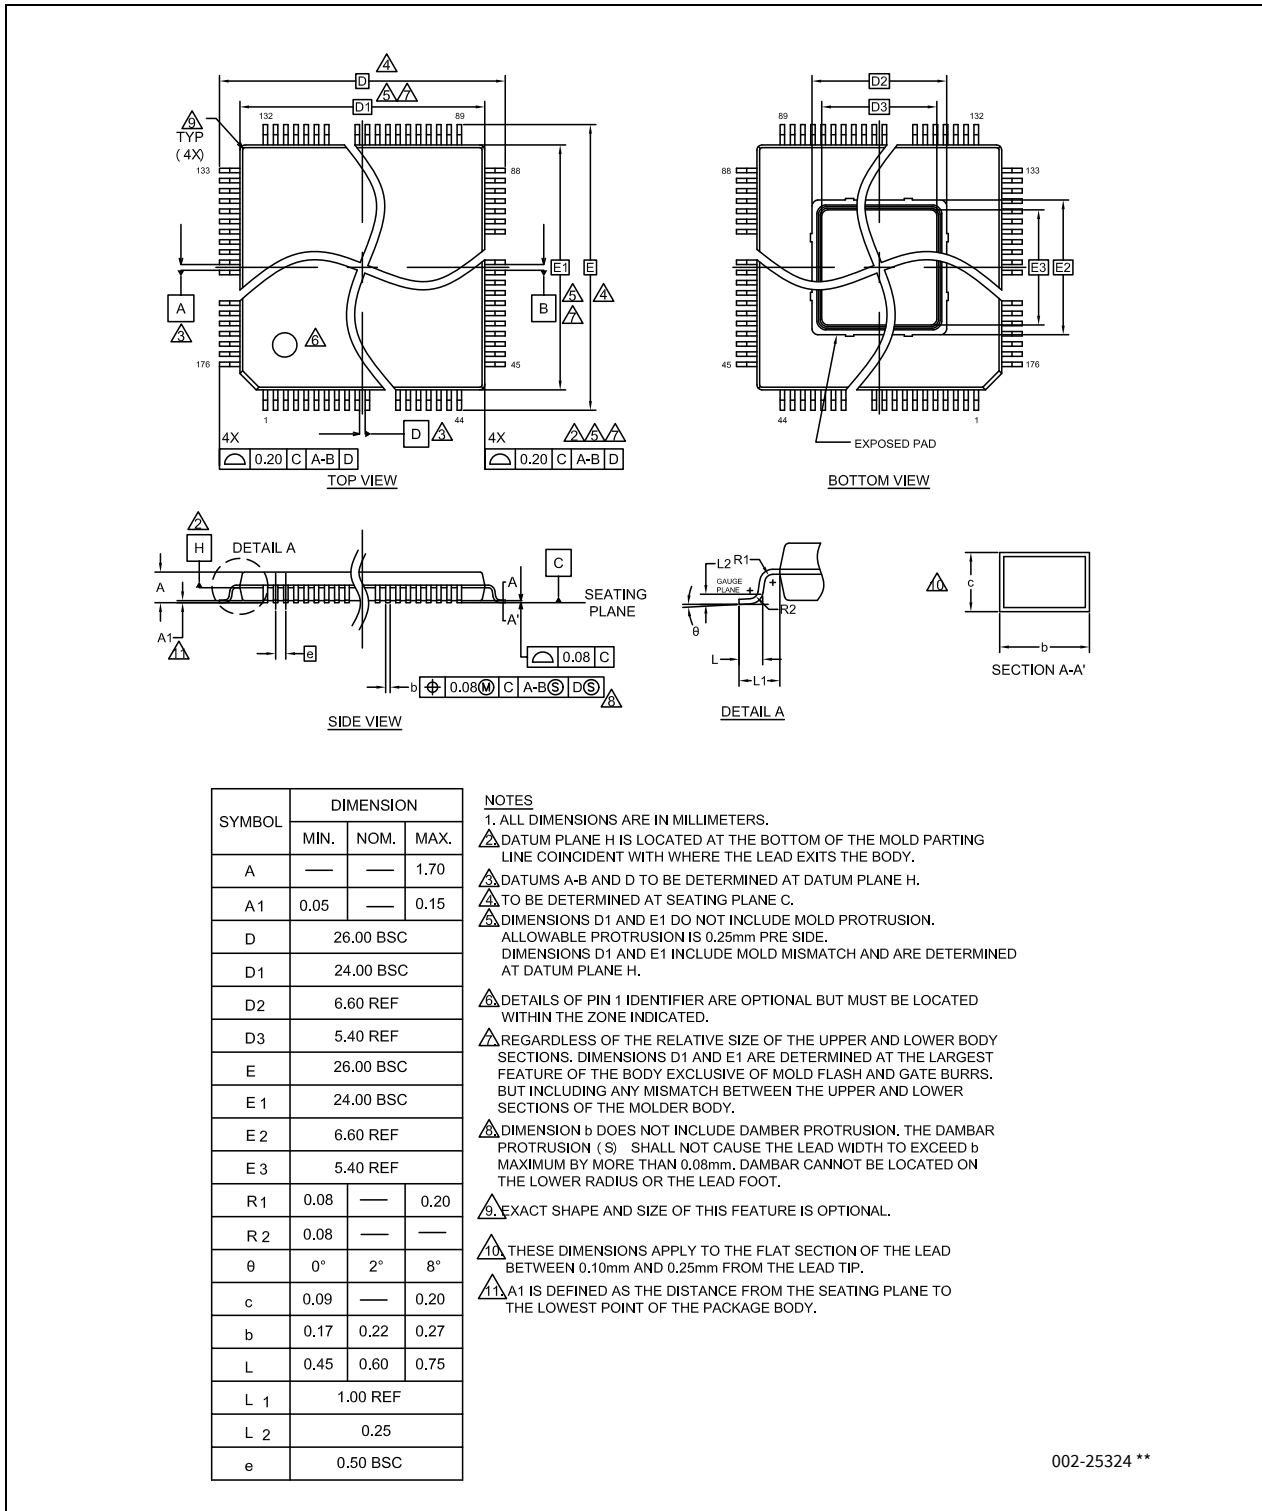 4
D
5 7
D1
132 89
9
TYP
( 4X)
133 88
E1 E
A B
3 5 4
7
6
176 45
1 44
4X D 3 4X 2 5 7
0.20 C A-B D
0.20 C A-B D
TOP VIEW
D2
D3
89 132
88 133
E3 E2
45 176
44 1
EXPOSED PAD
BOTTOM VIEW
2
H DETAIL A
C
A A SEATING
PLANE
A'
A1
11
e
0.08 C
b 0.08 M C A-B S D S
8
SIDE VIEW
L2 R1
GAUGE
PLANE
R2
θ
L
L1
DETAIL A
10
c
b
SECTION A-A'
SYMBOL DIMENSION
MIN. NOM. MAX.
A — — 1.70
A1 0.05 — 0.15
D 26.00 BSC
D1 24.00 BSC
D2 6.60 REF
D3 5.40 REF
E 26.00 BSC
E1 24.00 BSC
E2 6.60 REF
E3 5.40 REF
R1 0.08 — 0.20
R2 0.08 — —
θ 0° 2° 8°
c 0.09 — 0.20
b 0.17 0.22 0.27
L 0.45 0.60 0.75
L 1 1.00 REF
L 2 0.25
e 0.50 BSC
NOTES
1. ALL DIMENSIONS ARE IN MILLIMETERS.
2. DATUM PLANE H IS LOCATED AT THE BOTTOM OF THE MOLD PARTING
LINE COINCIDENT WITH WHERE THE LEAD EXITS THE BODY.
3. DATUMS A-B AND D TO BE DETERMINED AT DATUM PLANE H.
4. TO BE DETERMINED AT SEATING PLANE C.
5. DIMENSIONS D1 AND E1 DO NOT INCLUDE MOLD PROTRUSION.
ALLOWABLE PROTRUSION IS 0.25mm PRE SIDE.
DIMENSIONS D1 AND E1 INCLUDE MOLD MISMATCH AND ARE DETERMINED
AT DATUM PLANE H.
6. DETAILS OF PIN 1 IDENTIFIER ARE OPTIONAL BUT MUST BE LOCATED
WITHIN THE ZONE INDICATED.
7. REGARDLESS OF THE RELATIVE SIZE OF THE UPPER AND LOWER BODY
SECTIONS. DIMENSIONS D1 AND E1 ARE DETERMINED AT THE LARGEST
FEATURE OF THE BODY EXCLUSIVE OF MOLD FLASH AND GATE BURRS.
BUT INCLUDING ANY MISMATCH BETWEEN THE UPPER AND LOWER
SECTIONS OF THE MOLDER BODY.
8. DIMENSION b DOES NOT INCLUDE DAMBER PROTRUSION. THE DAMBAR
PROTRUSION (S) SHALL NOT CAUSE THE LEAD WIDTH TO EXCEED b
MAXIMUM BY MORE THAN 0.08mm. DAMBAR CANNOT BE LOCATED ON
THE LOWER RADIUS OR THE LEAD FOOT.
9. EXACT SHAPE AND SIZE OF THIS FEATURE IS OPTIONAL.
10. THESE DIMENSIONS APPLY TO THE FLAT SECTION OF THE LEAD
BETWEEN 0.10mm AND 0.25mm FROM THE LEAD TIP.
11. A1 IS DEFINED AS THE DISTANCE FROM THE SEATING PLANE TO
THE LOWEST POINT OF THE PACKAGE BODY.
002-25324 **